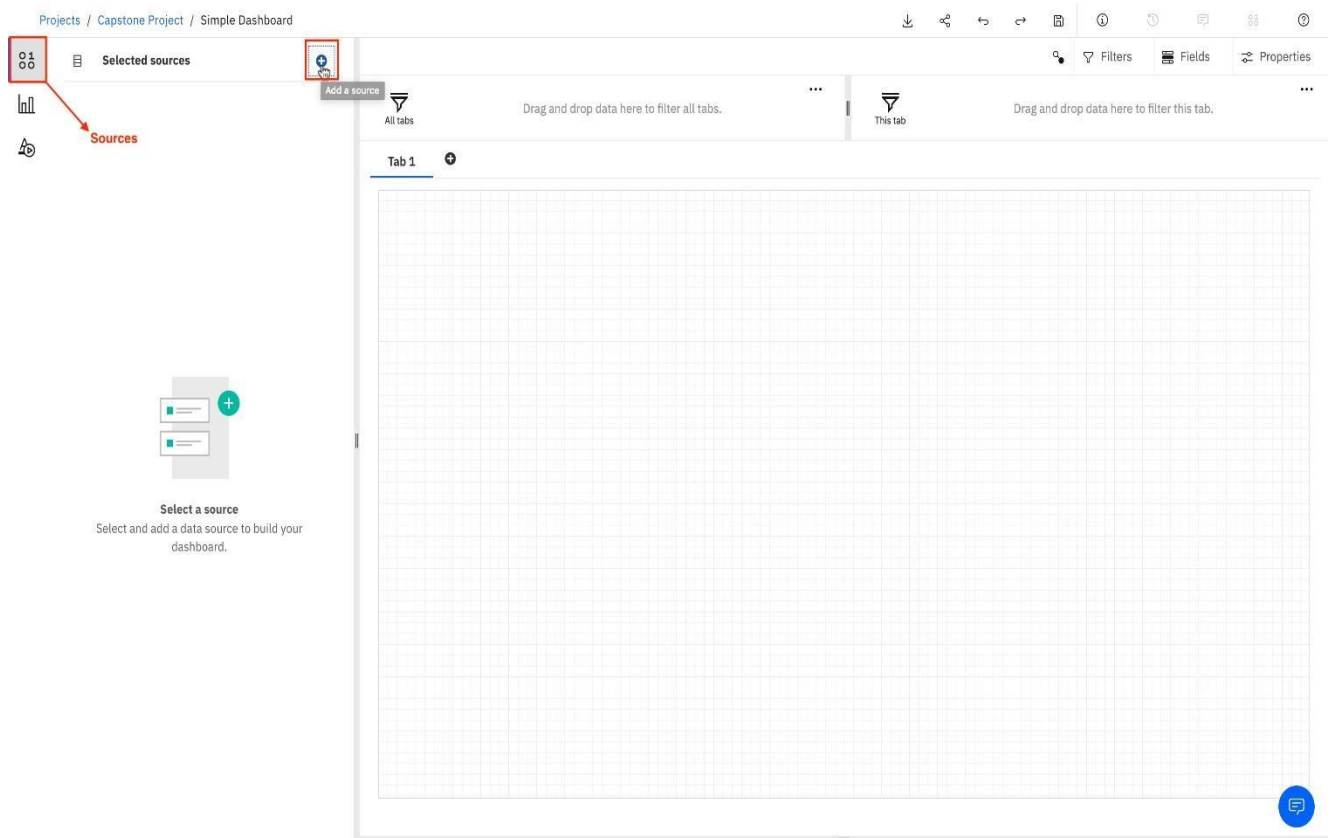 Projects / Capstone Project / Simple Dashboard
Selected sources
Filters
Fields
Properties
Add a source
All tabs
Drag and drop data here to filter all tabs.
This tab
Drag and drop data here to filter this tab.
Sources
Tab 1
Select a source
Select and add a data source to build your
dashboard.